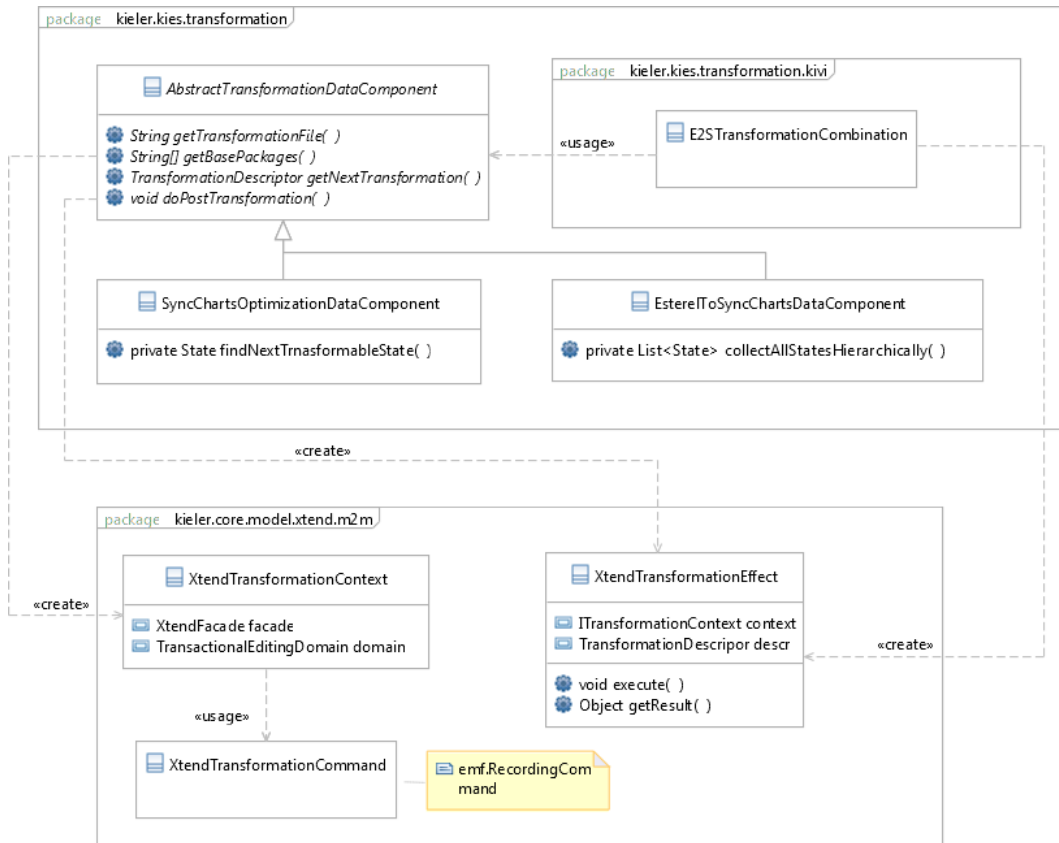 package kieler.kies.transformation
AbstractTransformationDataComponent
String getTransformationFile( )
String[] getBasePackages( )
TransformationDescriptor getNextTransformation( )
void doPostTransformation( )
package kieler.kies.transformation.kivi
E2STransformationCombination
«usage»
SyncChartsOptimizationDataComponent
private State findNextTrnasformableState( )
EsterelToSyncChartsDataComponent
private List<State> collectAllStatesHierarchically( )
«create»
package kieler.core.model.xtend.m2m
XtendTransformationContext
XtendFacade facade
TransactionalEditingDomain domain
«create»
XtendTransformationEffect
ITransformationContext context
TransformationDescripor descr
void execute( )
Object getResult( )
«create»
«usage»
XtendTransformationCommand
emf.RecordingCom
mand